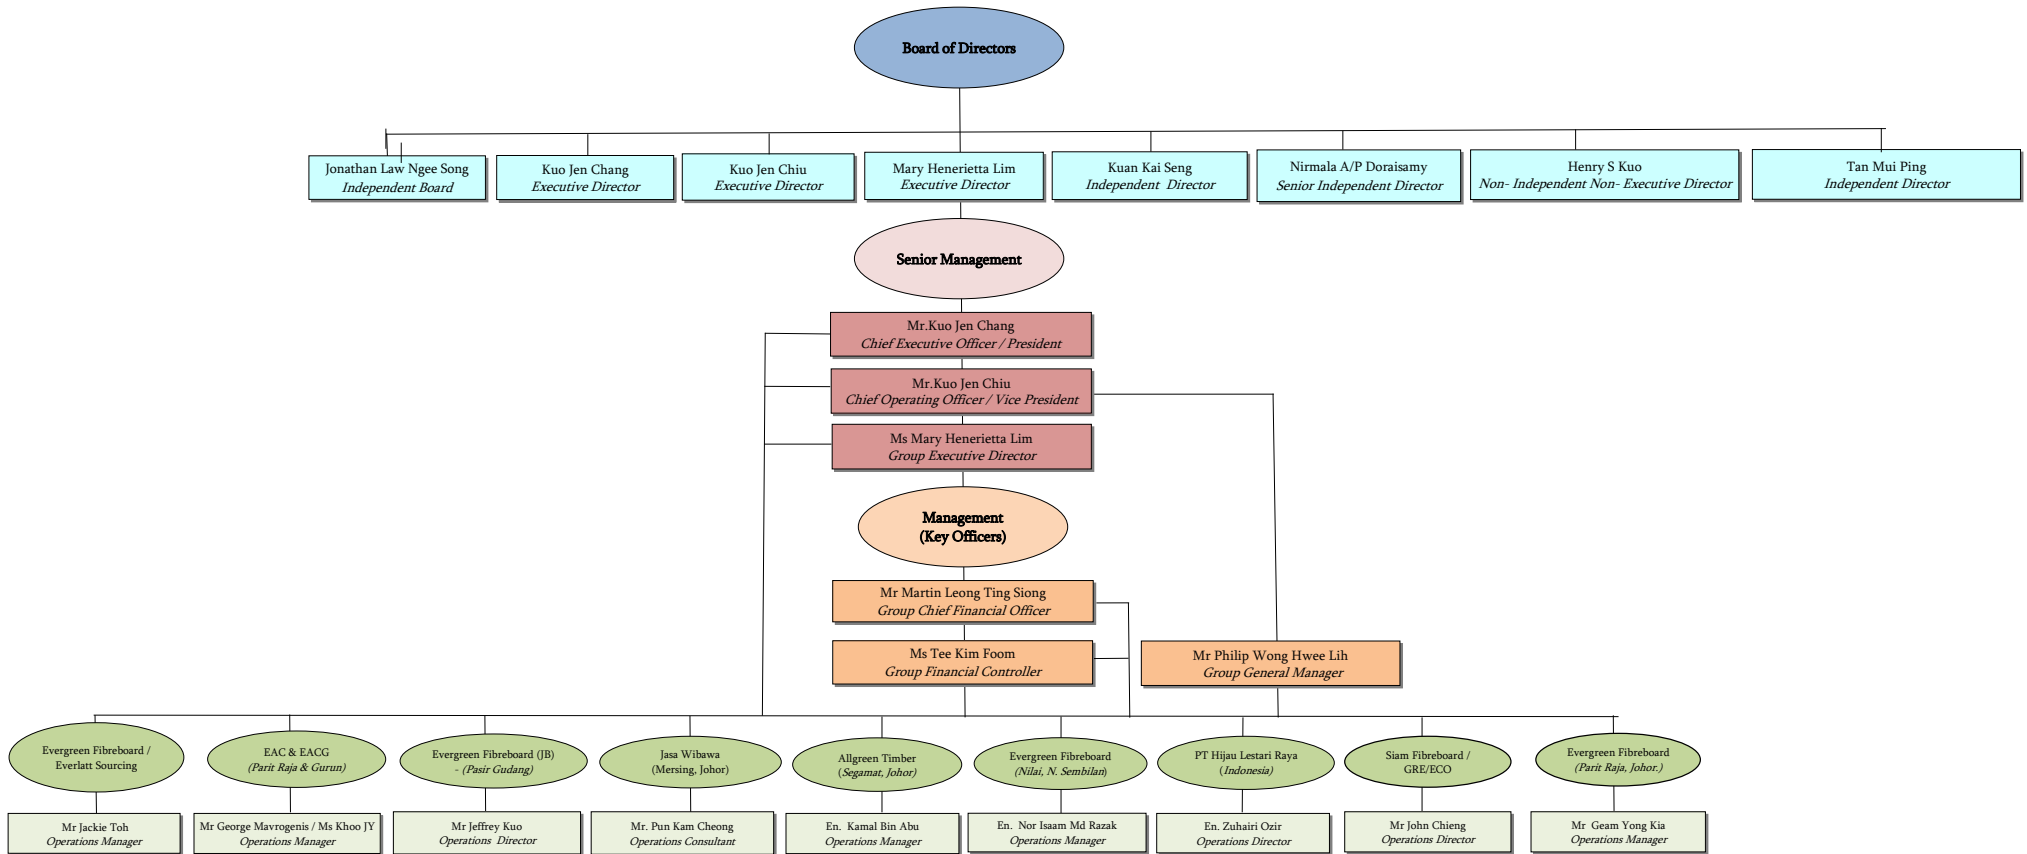 Board of Directors
Jonathan Law Ngee Song
Independent Board
Kuo Jen Chang
Executive Director
Kuo Jen Chiu
Executive Director
Mary Henerietta Lim
Executive Director
Kuan Kai Seng
Independent Director
Nirmala A/P Doraisamy
Senior Independent Director
Henry S Kuo
Non- Independent Non- Executive Director
Tan Mui Ping
Independent Director
Senior Management
Mr.Kuo Jen Chang
Chief Executive Officer / President
Mr.Kuo Jen Chiu
Chief Operating Officer / Vice President
Ms Mary Henerietta Lim
Group Executive Director
Management
(Key Officers)
Mr Martin Leong Ting Siong
Group Chief Financial Officer
Ms Tee Kim Foom
Group Financial Controller
Mr Philip Wong Hwee Lih
Group General Manager
Evergreen Fibreboard /
Everlatt Sourcing
EAC & EACG
(Parit Raja & Gurun)
Evergreen Fibreboard (JB)
- (Pasir Gudang)
Jasa Wibawa
(Mersing, Johor)
Allgreen Timber
(Segamat, Johor)
Evergreen Fibreboard
(Nilai, N. Sembilan)
PT Hijau Lestari Raya
(Indonesia)
Siam Fibreboard /
GRE/ECO
Evergreen Fibreboard
(Parit Raja, Johor.)
Mr Jackie Toh
Operations Manager
Mr George Mavrogenis / Ms Khoo JY
Operations Manager
Mr Jeffrey Kuo
Operations Director
Mr. Pun Kam Cheong
Operations Consultant
En. Kamal Bin Abu
Operations Manager
En. Nor Isaam Md Razak
Operations Manager
En. Zuhairi Ozir
Operations Director
Mr John Chieng
Operations Director
Mr Geam Yong Kia
Operations Manager